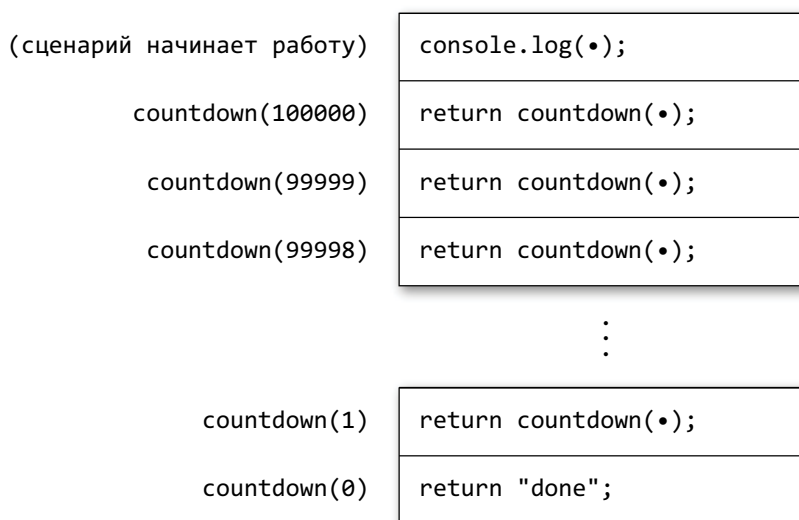 (сценарий начинает работу) console.log(•);
countdown(100000) return countdown(•);
countdown(99999) return countdown(•);
countdown(99998) return countdown(•);
countdown(1) return countdown(•);
countdown(0) return "done";